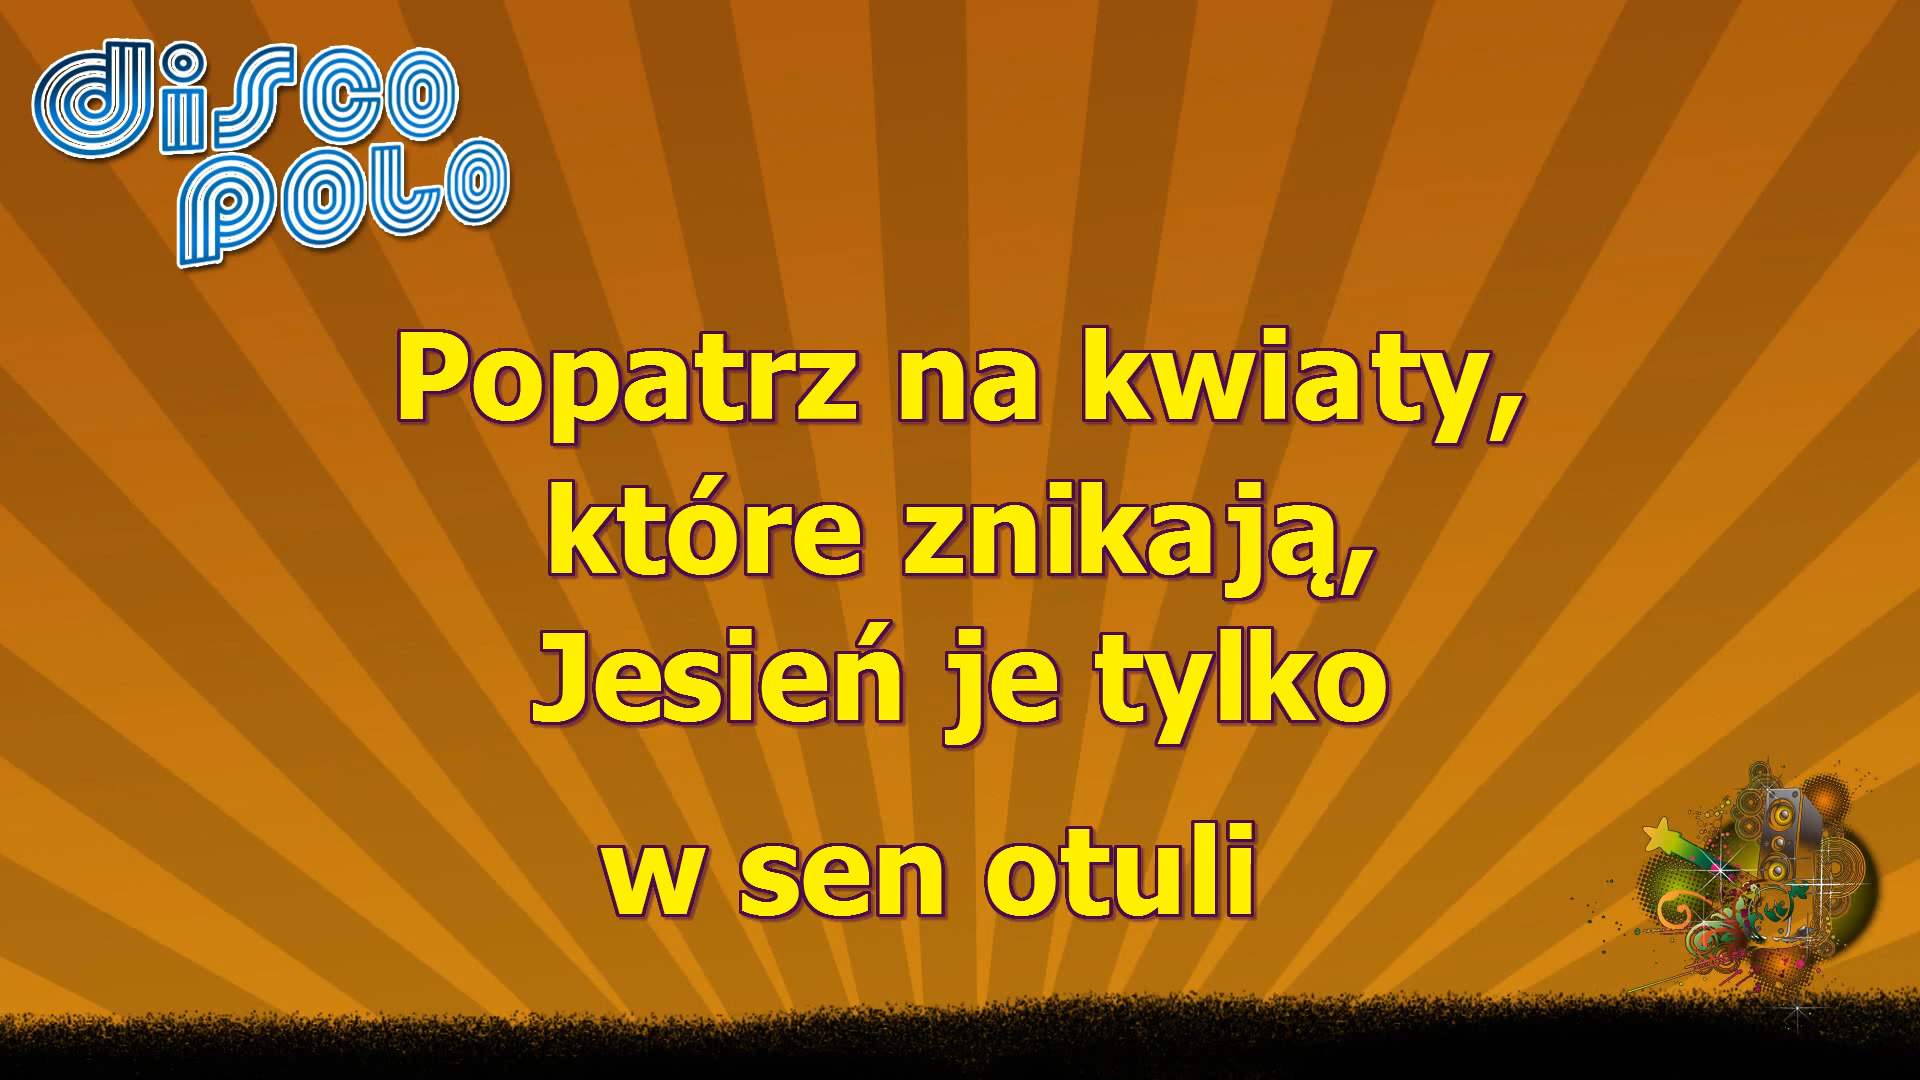 disco
polo
Popatrz na kwiaty,
które znikają,
Jesień je tylko
w sen otuli